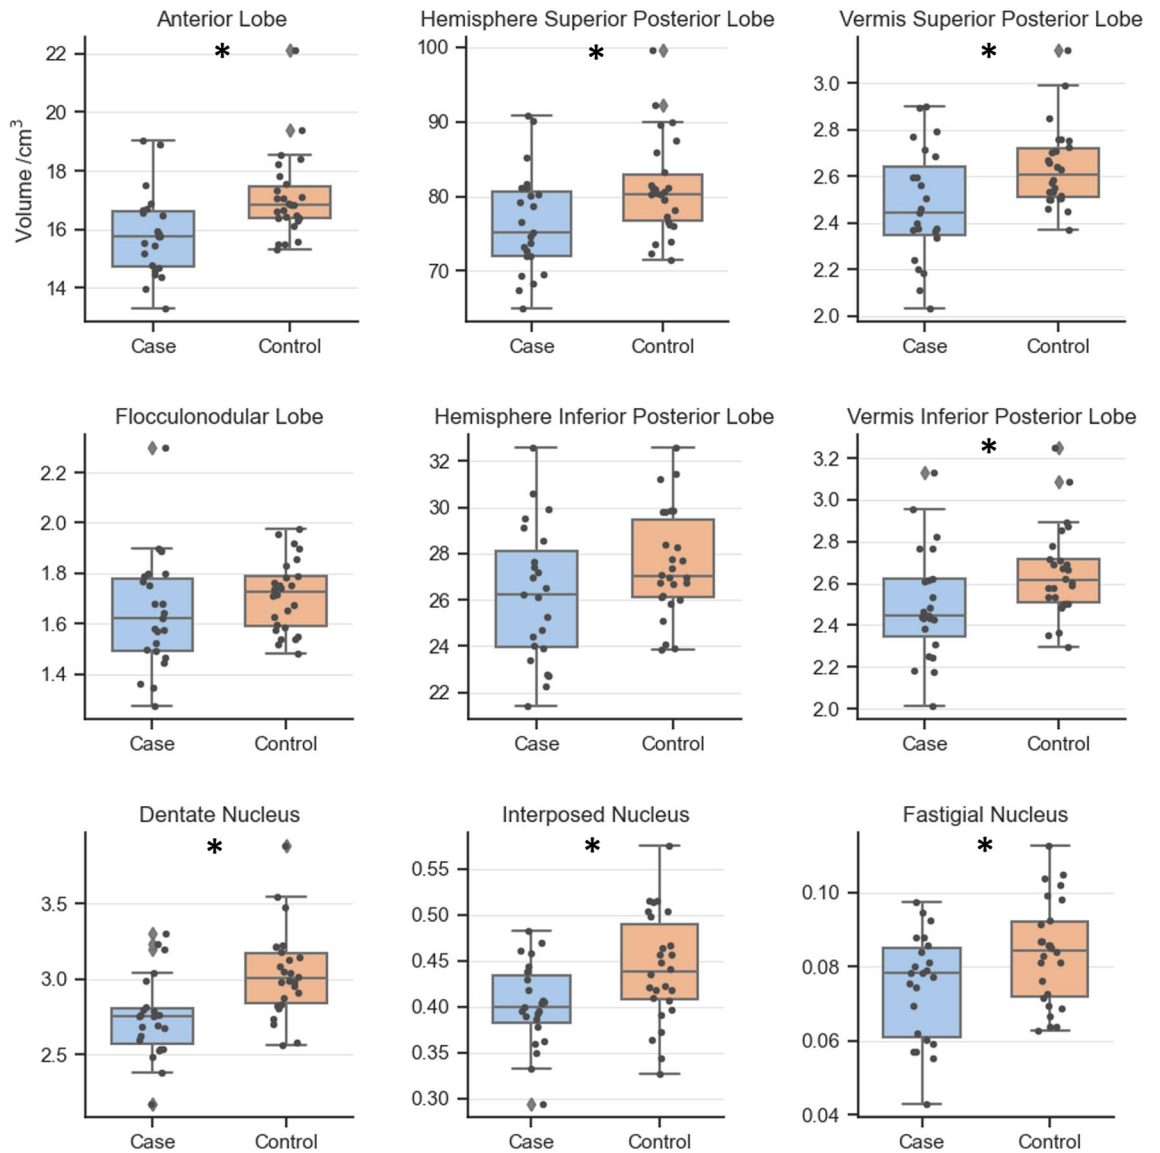 Anterior Lobe
Hemisphere Superior Posterior Lobe
Vermis Superior Posterior Lobe
Volume /cm³
22
20
18
16
14
*
Case
Control
100
90
80
70
*
Case
Control
3.0
2.8
2.6
2.4
2.2
2.0
*
Case
Control
Flocculonodular Lobe
Hemisphere Inferior Posterior Lobe
Vermis Inferior Posterior Lobe
2.2
2.0
1.8
1.6
1.4
Case
Control
32
30
28
26
24
22
Case
Control
3.2
3.0
2.8
2.6
2.4
2.2
2.0
*
Case
Control
Dentate Nucleus
Interposed Nucleus
Fastigial Nucleus
3.5
3.0
2.5
*
Case
Control
0.55
0.50
0.45
0.40
0.35
0.30
*
Case
Control
0.10
0.08
0.06
0.04
*
Case
Control